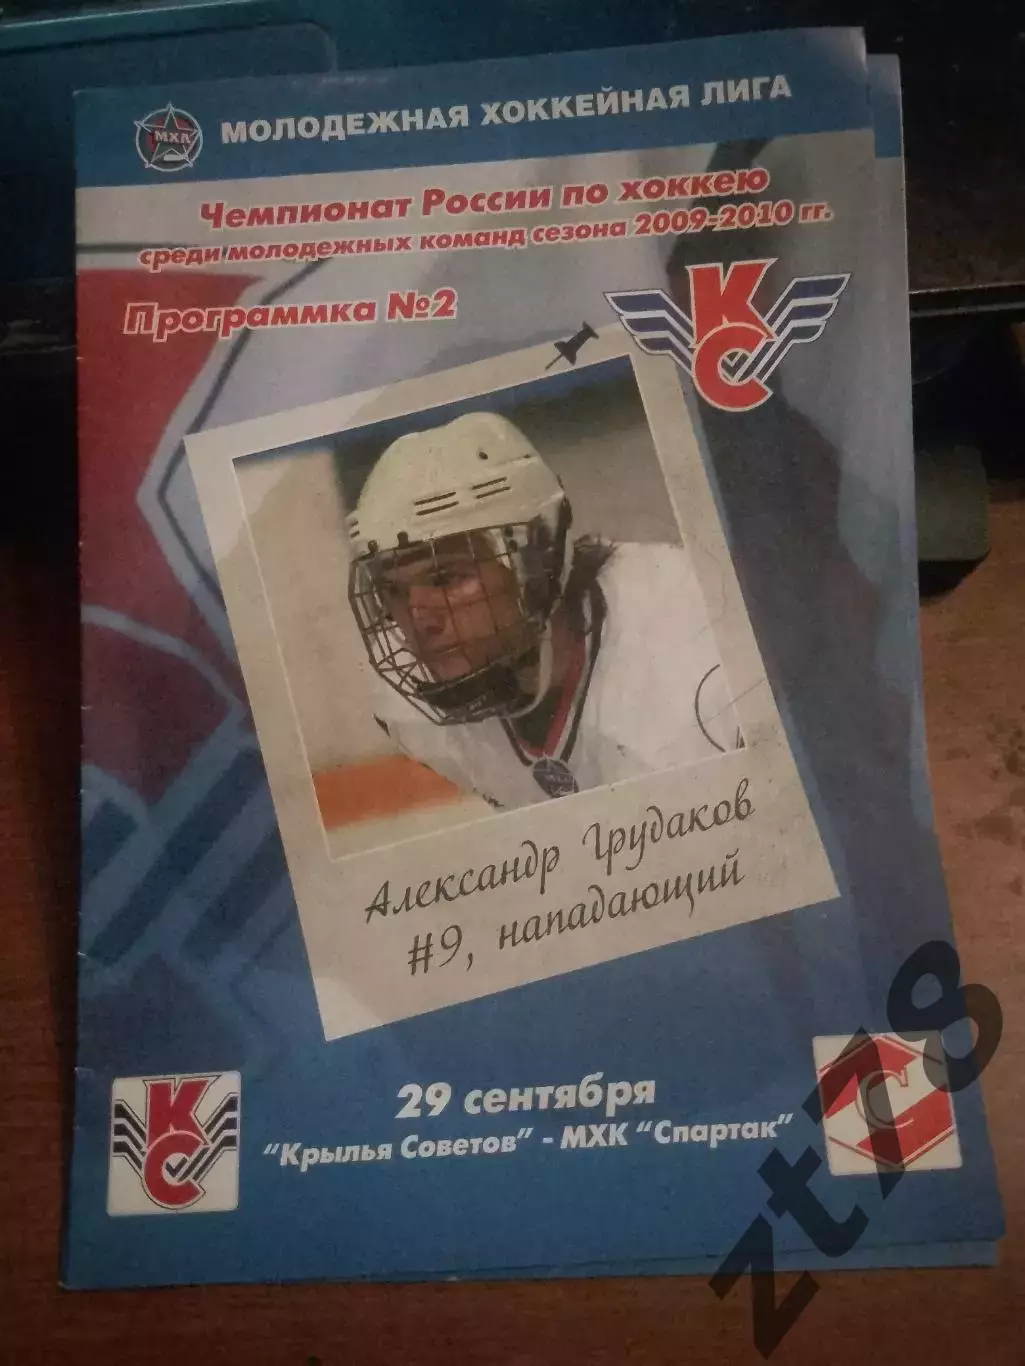 МХЛ
МОЛОДЕЖНАЯ ХОККЕЙНАЯ ЛИГА
Чемпионат России по хоккею
среди молодежных команд сезона 2009-2010 гг.
Программка №2
КС
Александр Грудаков
#9, нападающий
29 сентября
"Крылья Советов" - МХК "Спартак"
КС
С
zt78